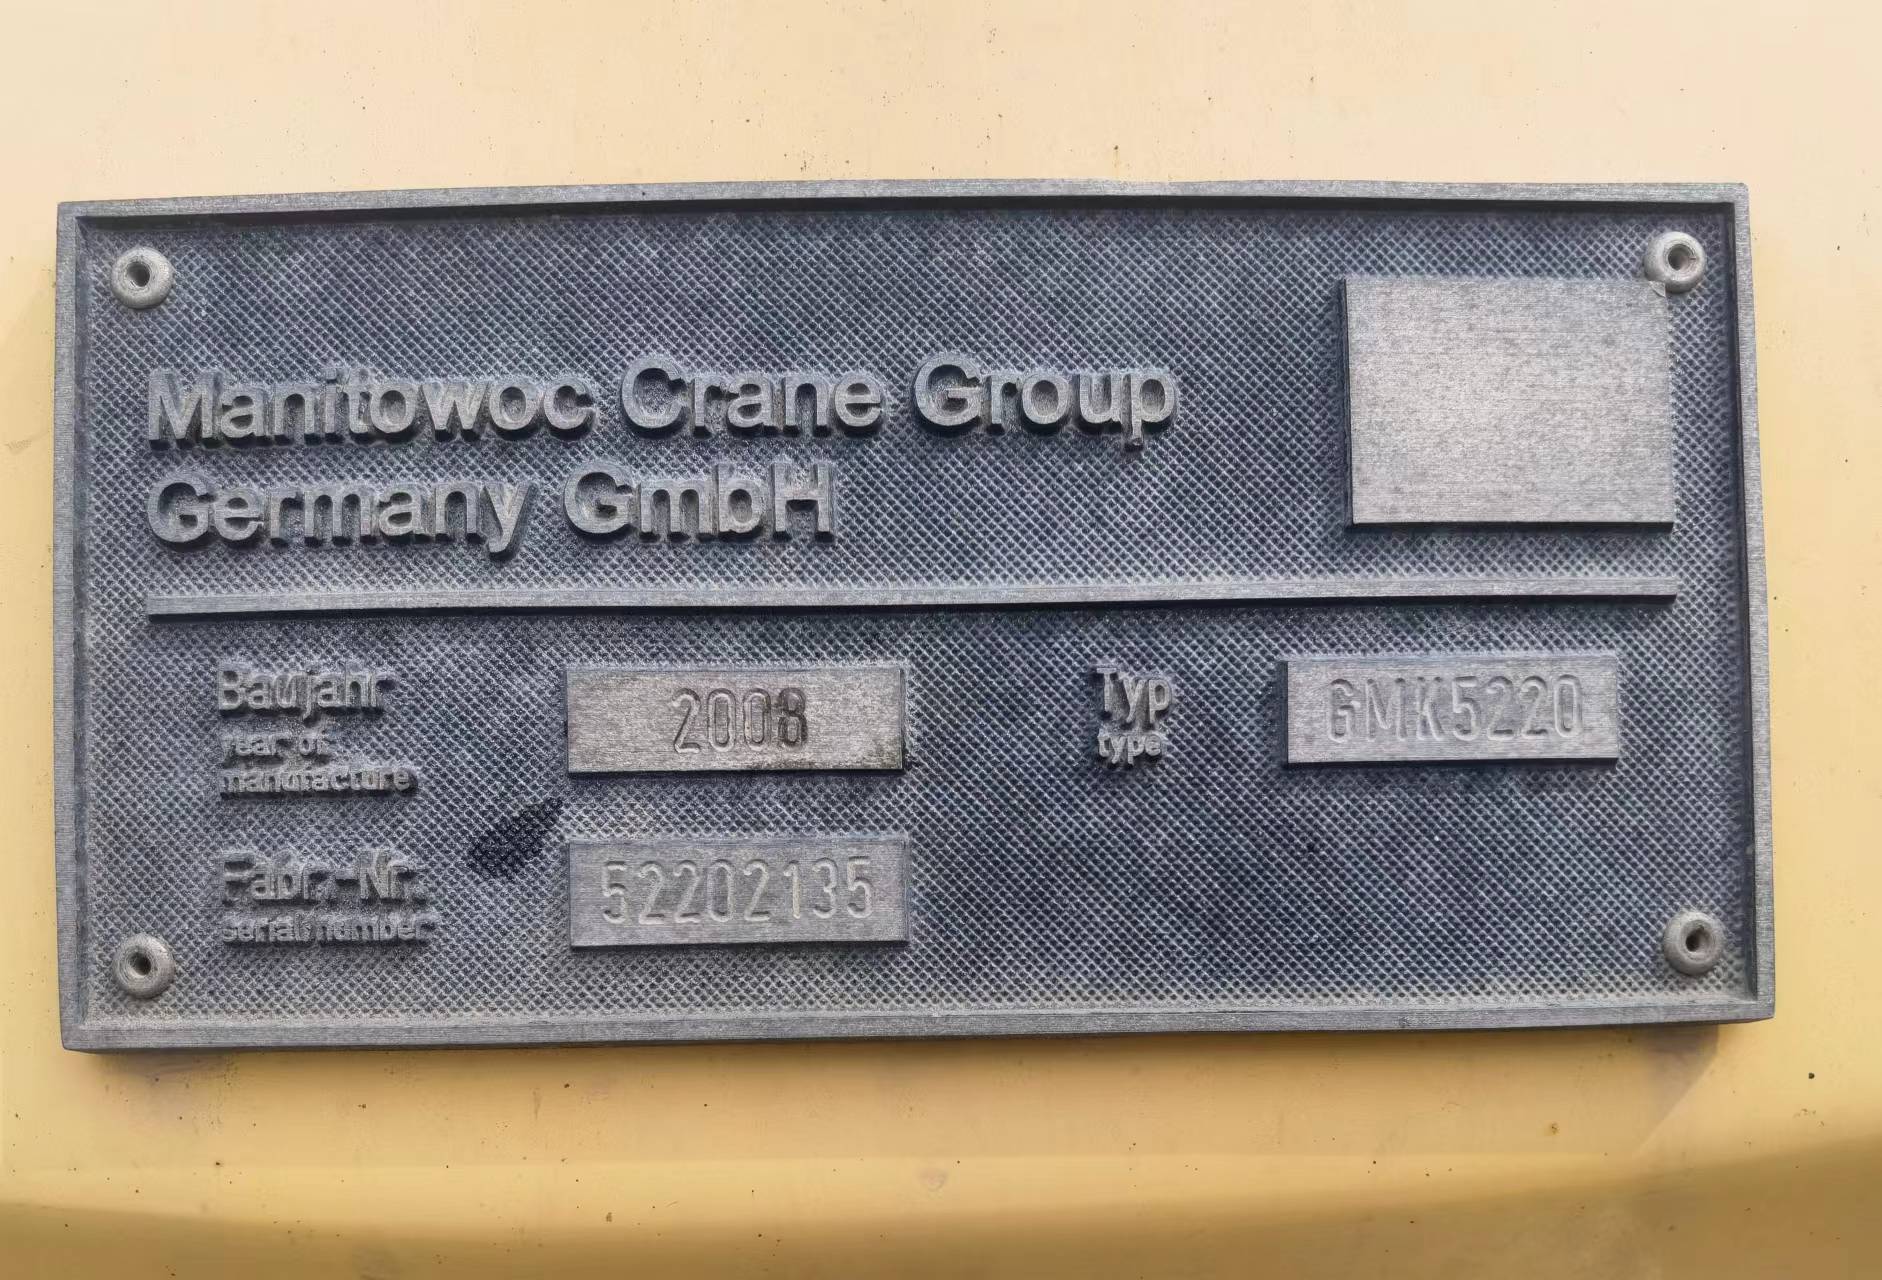 Manitowoc Crane Group
Germany GmbH
Baujahr
year of
manufacture
2008
Typ
type
GMK5220
Fabr.-Nr.
serial number
52202135